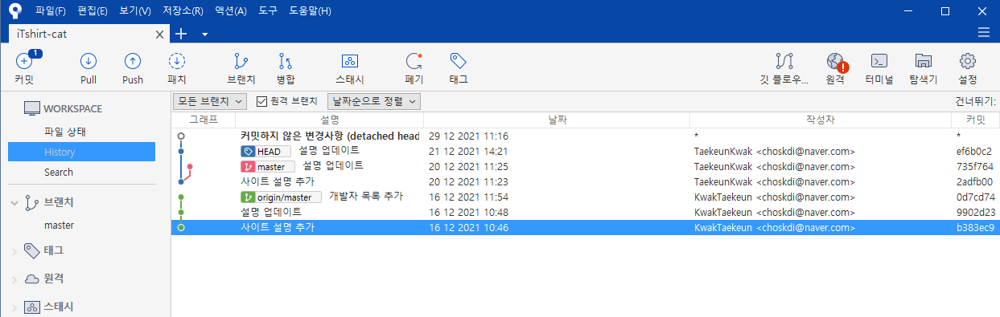 파일(F) 편집(E) 보기(V) 저장소(R) 액션(A) 도구 도움말(H)
iTshirt-cat
1
커밋 Pull Push 패치 브랜치 병합 스태시 폐기 태그 깃 플로우... 원격 터미널 탐색기 설정
WORKSPACE
파일 상태
History
Search
브랜치
master
태그
원격
스태시
모든 브랜치 원격 브랜치 날짜순으로 정렬 건너뛰기:
그래프 설명 날짜 작성자 커밋
커밋하지 않은 변경사항 (detached head 29 12 2021 11:16 * *
HEAD 설명 업데이트 21 12 2021 14:21 TaekeunKwak <choskdi@naver.com> ef6b0c2
master 설명 업데이트 20 12 2021 11:25 TaekeunKwak <choskdi@naver.com> 735f764
사이트 설명 추가 20 12 2021 11:23 TaekeunKwak <choskdi@naver.com> 2adfb00
origin/master 개발자 목록 추가 16 12 2021 11:54 KwakTaekeun <choskdi@naver.com> 0d7cd74
설명 업데이트 16 12 2021 10:48 KwakTaekeun <choskdi@naver.com> 9902d23
사이트 설명 추가 16 12 2021 10:46 KwakTaekeun <choskdi@naver.com> b383ec9